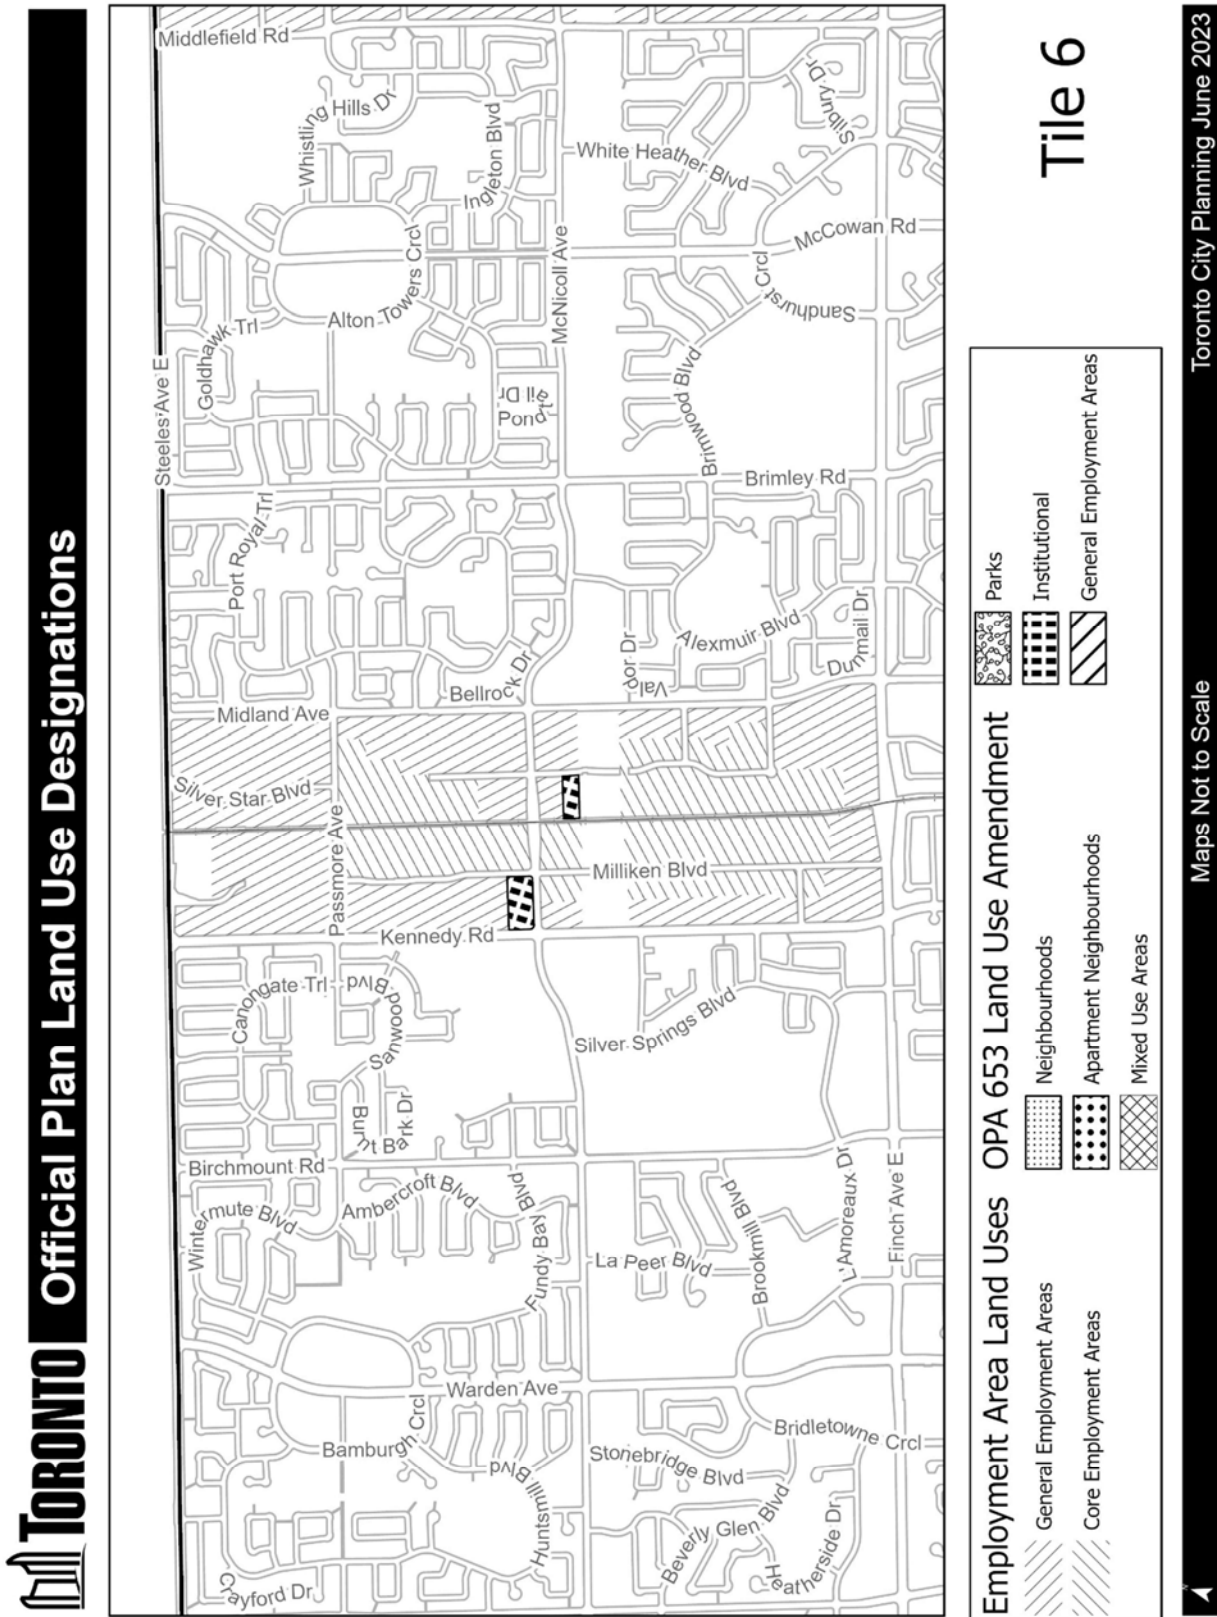 TORONTO
Official Plan Land Use Designations
Steeles Ave E
Middlefield Rd
Whistling Hills Dr
Ingleton Blvd
White Heather Blvd
Silbury Dr
McCowan Rd
Sandhurst Crcl
Alton Towers Crcl
McNicoll Ave
Goldhawk Trl
Pond
tail Dr
Brimwood Blvd
Brimley Rd
Port Royal Trl
Bellrock Dr
Valdor Dr
Alexmuir Blvd
Dunmail Dr
Midland Ave
Silver Star Blvd
Passmore Ave
Milliken Blvd
Kennedy Rd
Canongate Trl
Sanwood Blvd
Silver Springs Blvd
Burnt Bark Dr
Birchmount Rd
Wintermute Blvd
Ambercroft Blvd
Fundy Bay Blvd
La Peer Blvd
Brookmill Blvd
L'Amoreaux Dr
Finch Ave E
Warden Ave
Bamburgh Crcl
Huntsmill Blvd
Stonebridge Blvd
Bridletowne Crcl
Beverly Glen Blvd
Heatherside Dr
Crayford Dr
Employment Area Land Uses
General Employment Areas
Core Employment Areas
OPA 653 Land Use Amendment
Neighbourhoods
Apartment Neighbourhoods
Mixed Use Areas
Parks
Institutional
General Employment Areas
Tile 6
N
Maps Not to Scale
Toronto City Planning June 2023